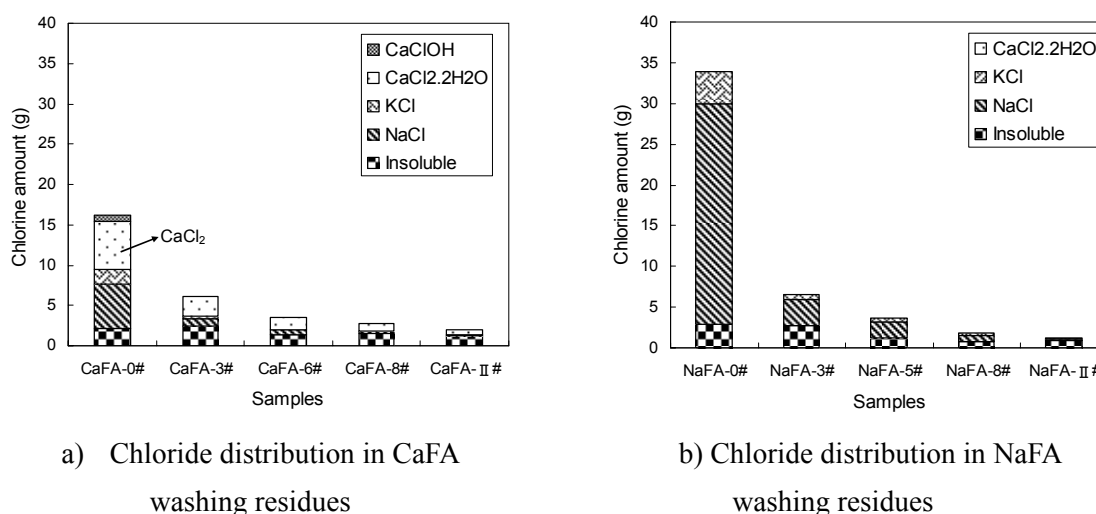 40
35
30
25
20
15
10
5
0
Chlorine amount (g)
CaClOH
CaCl2.2H2O
KCl
NaCl
Insoluble
CaCl₂
CaFA-0# CaFA-3# CaFA-6# CaFA-8# CaFA-Ⅱ#
Samples
a) Chloride distribution in CaFA
washing residues
40
35
30
25
20
15
10
5
0
Chlorine amount (g)
CaCl2.2H2O
KCl
NaCl
Insoluble
NaFA-0# NaFA-3# NaFA-5# NaFA-8# NaFA-Ⅱ#
Samples
b) Chloride distribution in NaFA
washing residues